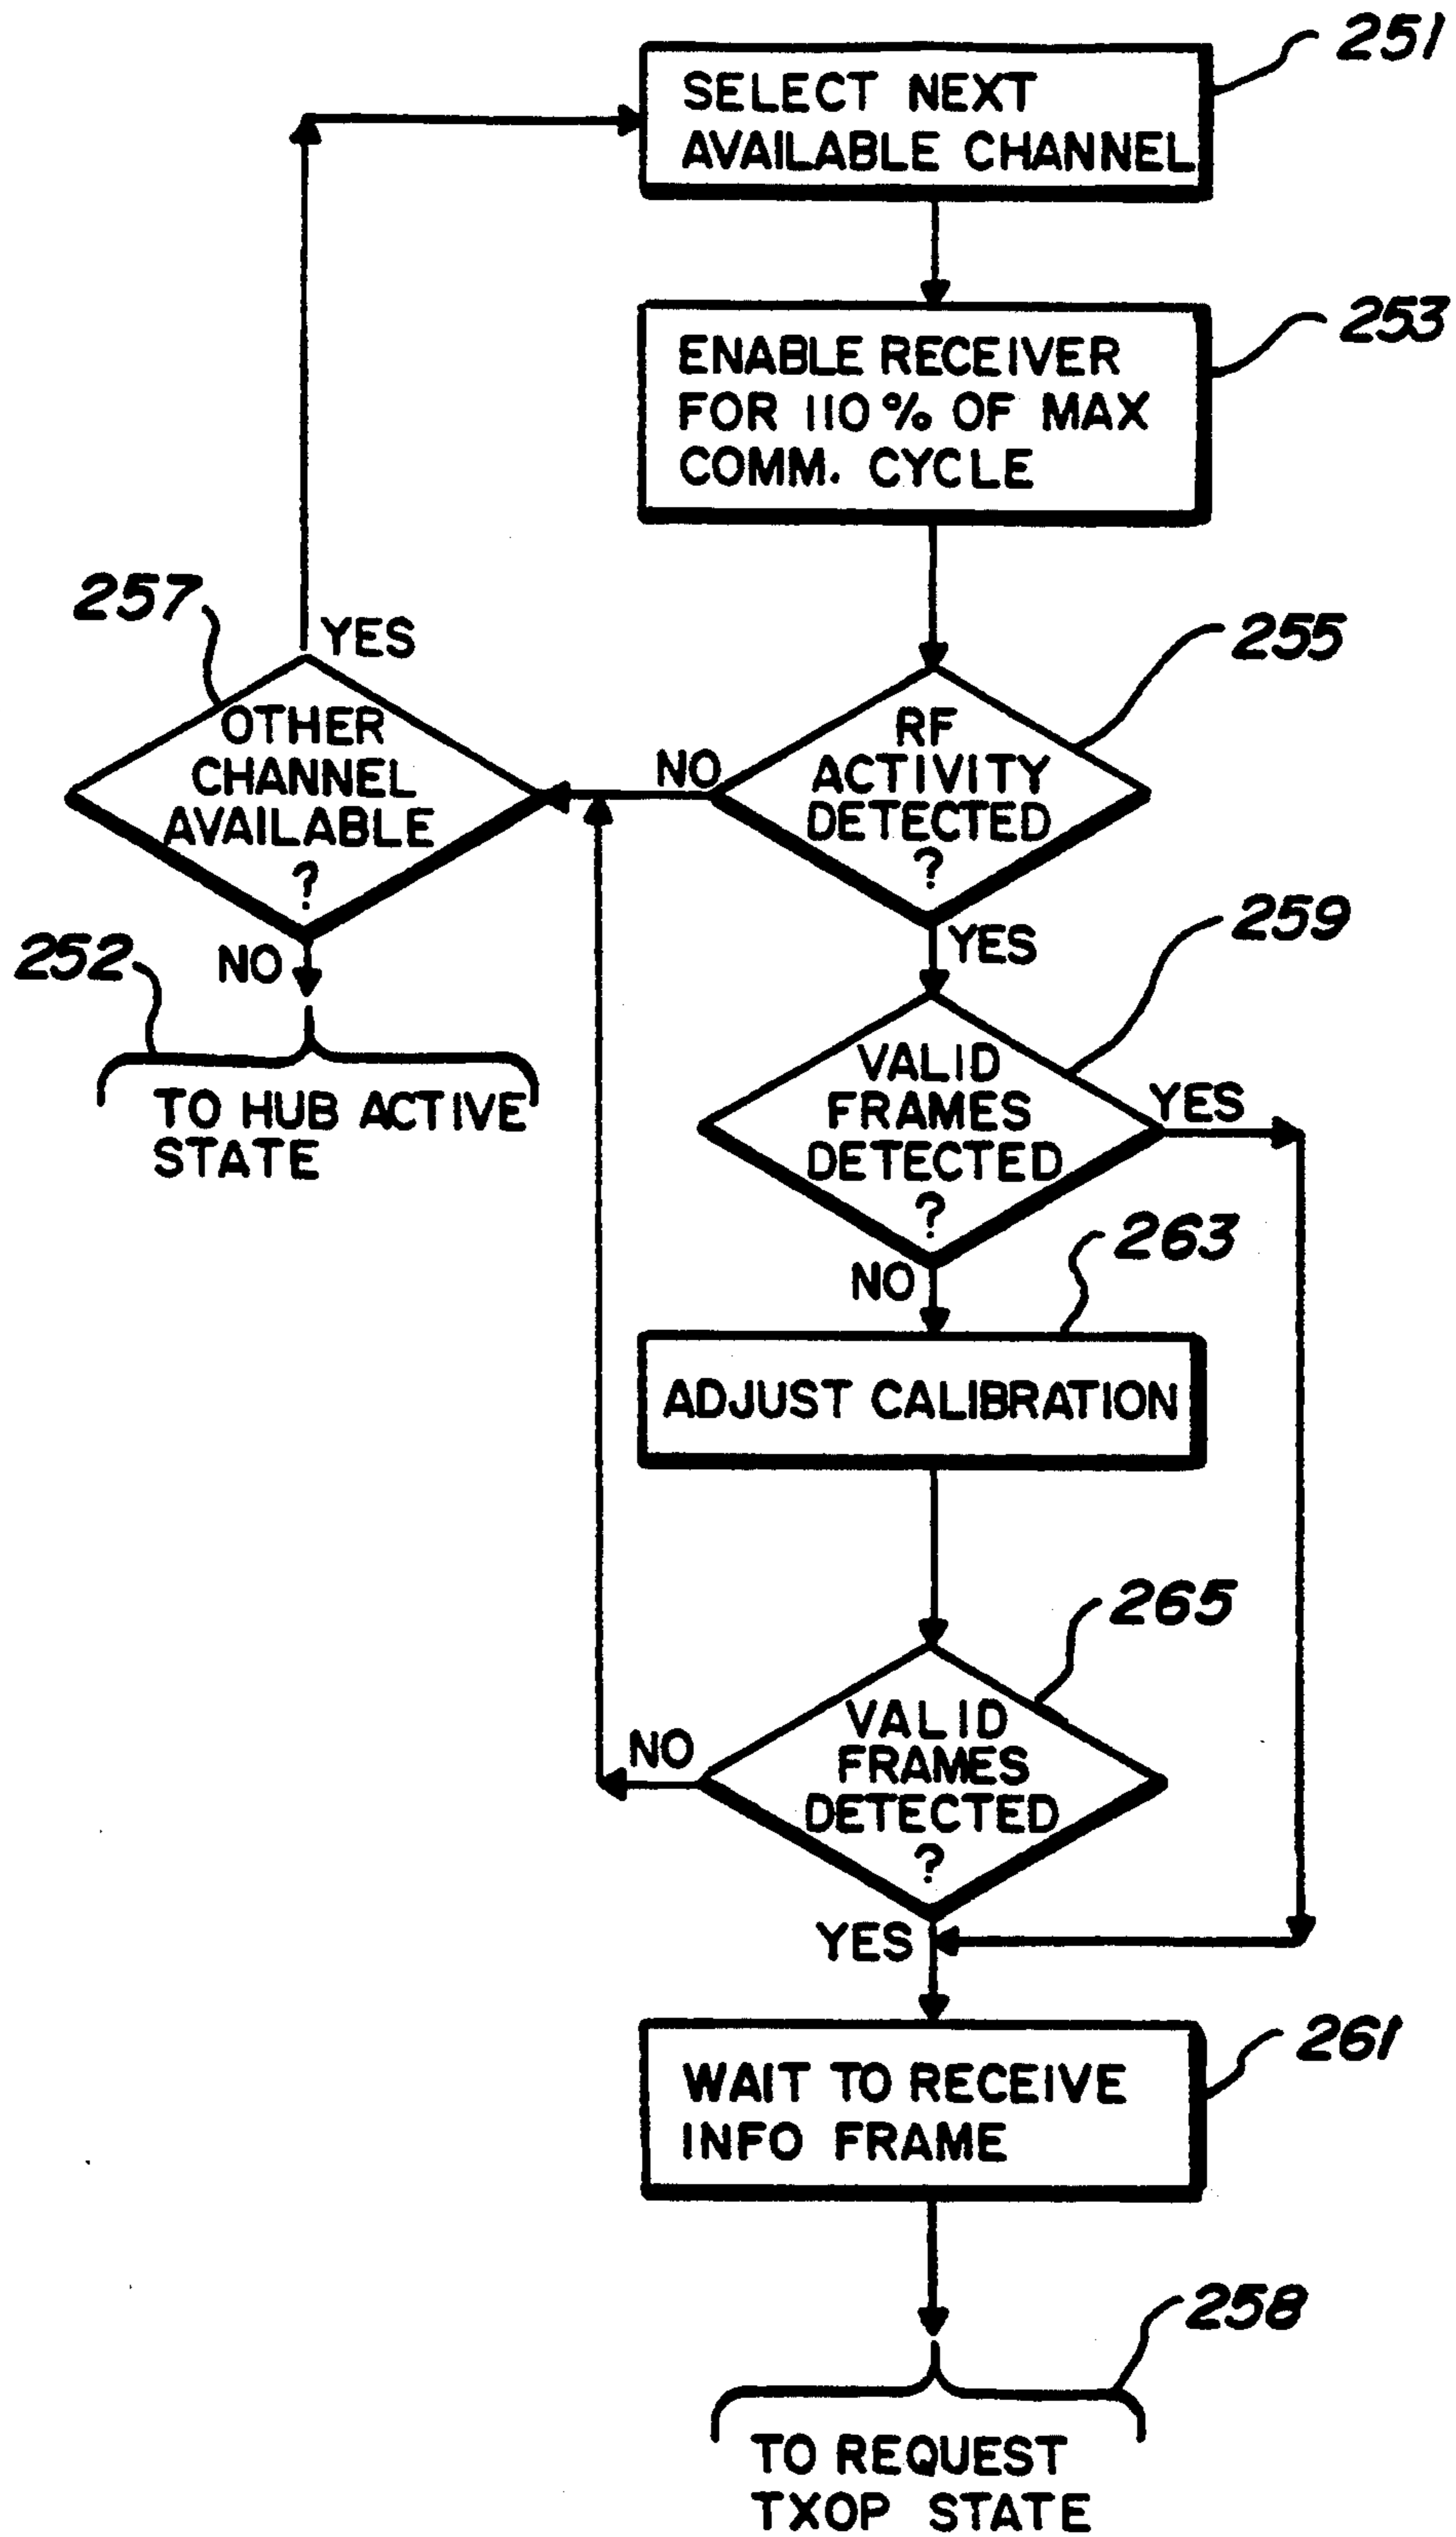 251
SELECT NEXT
AVAILABLE CHANNEL
253
ENABLE RECEIVER
FOR 110% OF MAX
COMM. CYCLE
257
YES
255
OTHER
CHANNEL
AVAILABLE
?
NO
RF
ACTIVITY
DETECTED
?
YES
259
252
NO
TO HUB ACTIVE
STATE
VALID
FRAMES
DETECTED
?
YES
263
NO
ADJUST CALIBRATION
265
VALID
FRAMES
DETECTED
?
NO
YES
261
WAIT TO RECEIVE
INFO FRAME
258
TO REQUEST
TXOP STATE